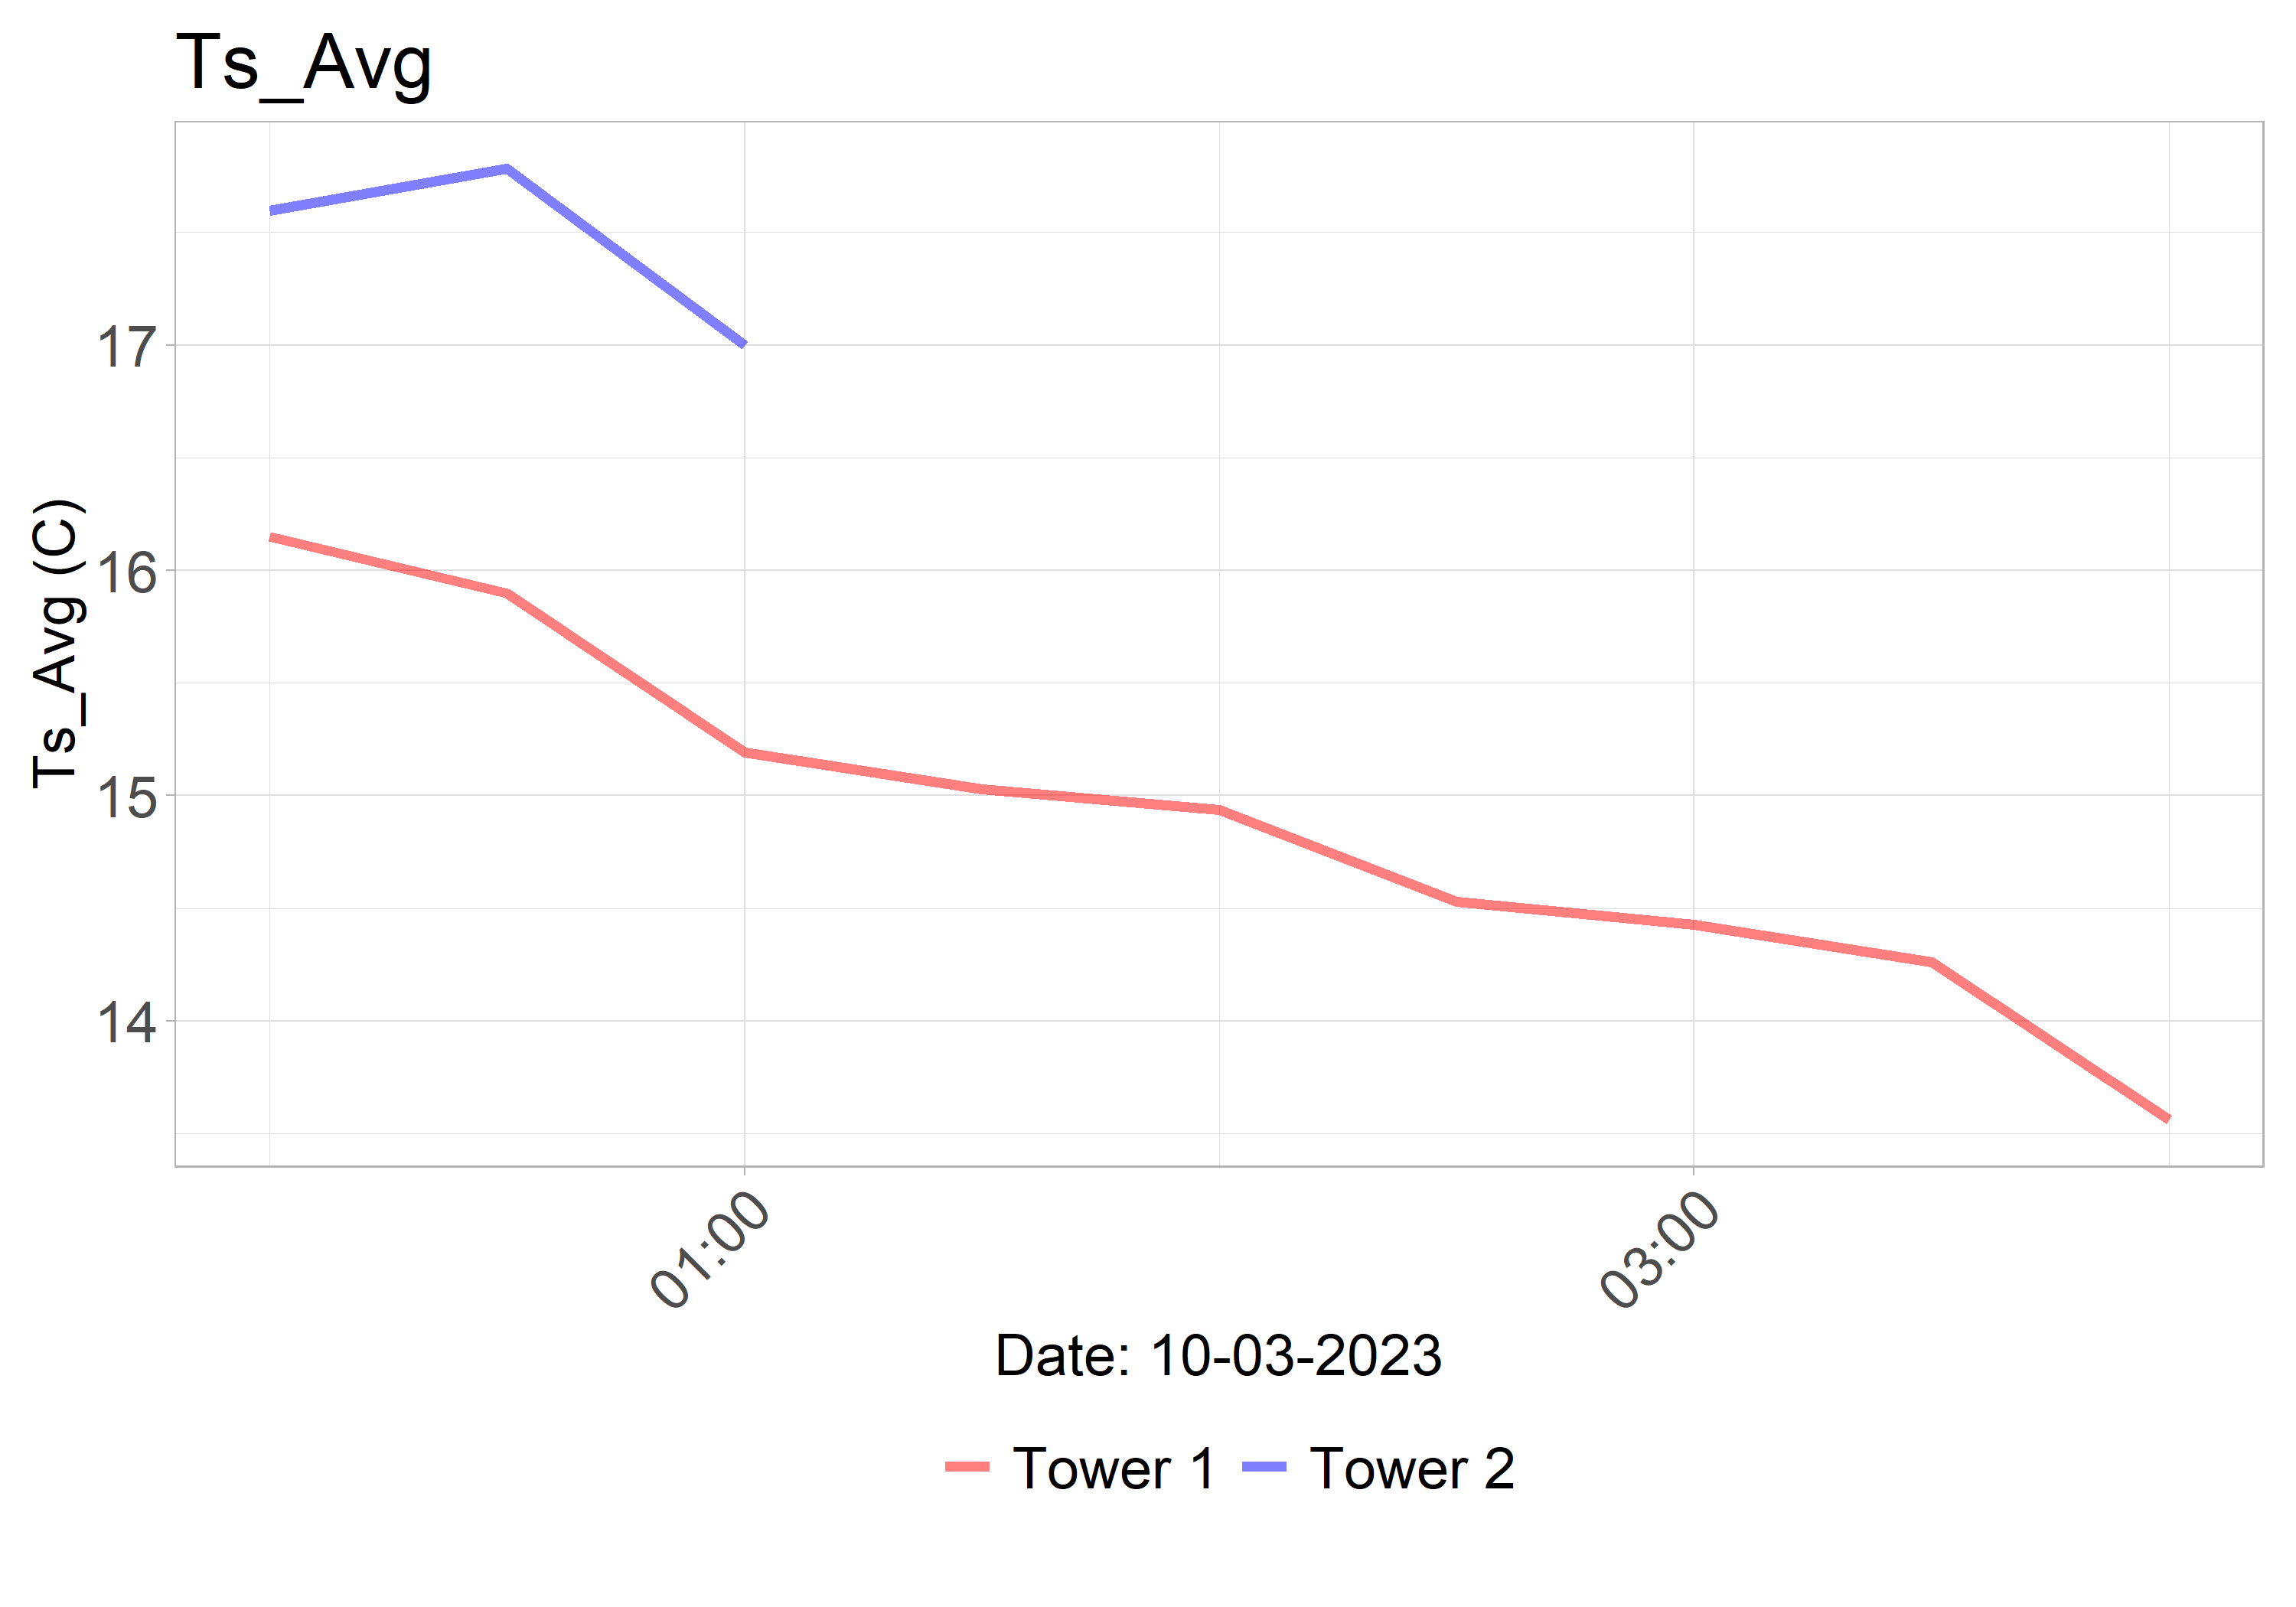 Ts_Avg
Ts_Avg (C)
17
16
15
14
01:00
03:00
Date: 10-03-2023
Tower 1
Tower 2